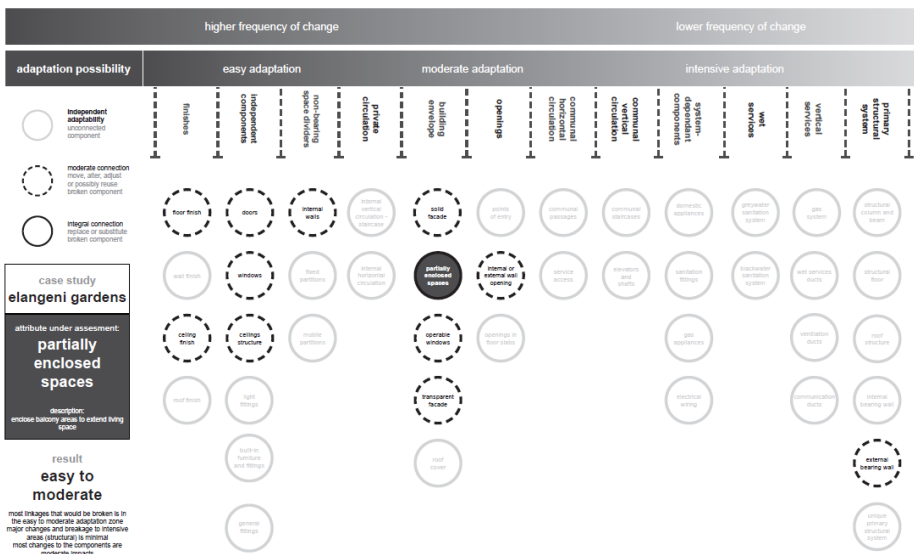 higher frequency of change
lower frequency of change
adaptation possibility
easy adaptation
moderate adaptation
intensive adaptation
Independent
adaptability
unconnected
component
moderate connection
move, alter, adjust
or possibly reuse
broken component
integral connection
replace or substitute
broken component
finishes
independent
components
non-bearing
space dividers
private
circulation
building
envelope
openings
communal
horizontal
circulation
communal
vertical
circulation
system-
dependant
components
wet
services
vertical
services
primary
structural
system
floor finish
doors
internal
walls
internal
vertical
circulation -
staircase
solid
facade
points
of entry
communal
passages
communal
staircases
domestic
appliances
greywater
sanitation
system
gas
system
structural
column and
beam
wall finish
windows
fixed
partitions
internal
horizontal
circulation
partially
enclosed
spaces
internal or
external wall
opening
service
access
elevators
and
shafts
sanitation
fittings
blackwater
sanitation
system
wet services
ducts
structural
floor
ceiling
finish
ceilings
structure
mobile
partitions
operable
windows
openings in
floor slabs
gas
appliances
ventilation
ducts
roof
structure
roof finish
light
fittings
transparent
facade
electrical
wiring
communication
ducts
internal
bearing wall
built-in
furniture
and fittings
roof
cover
external
bearing wall
general
fittings
unique
primary
structural
system
case study
elangeni gardens
attribute under assesment:
partially
enclosed
spaces
description:
enclose balcony areas to extend living
space
result
easy to
moderate
most linkages that would be broken is in
the easy to moderate adaptation zone
major changes and breakage to intensive
areas (structural) is minimal
most changes to the components are
moderate impacts